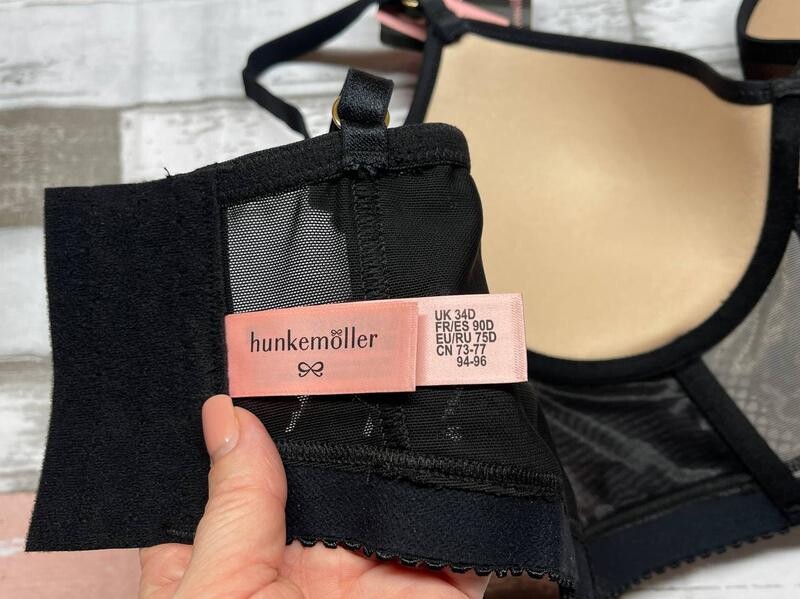 hunkemöller
UK 34D
FR/ES 90D
EU/RU 75D
CN 73-77
94-96